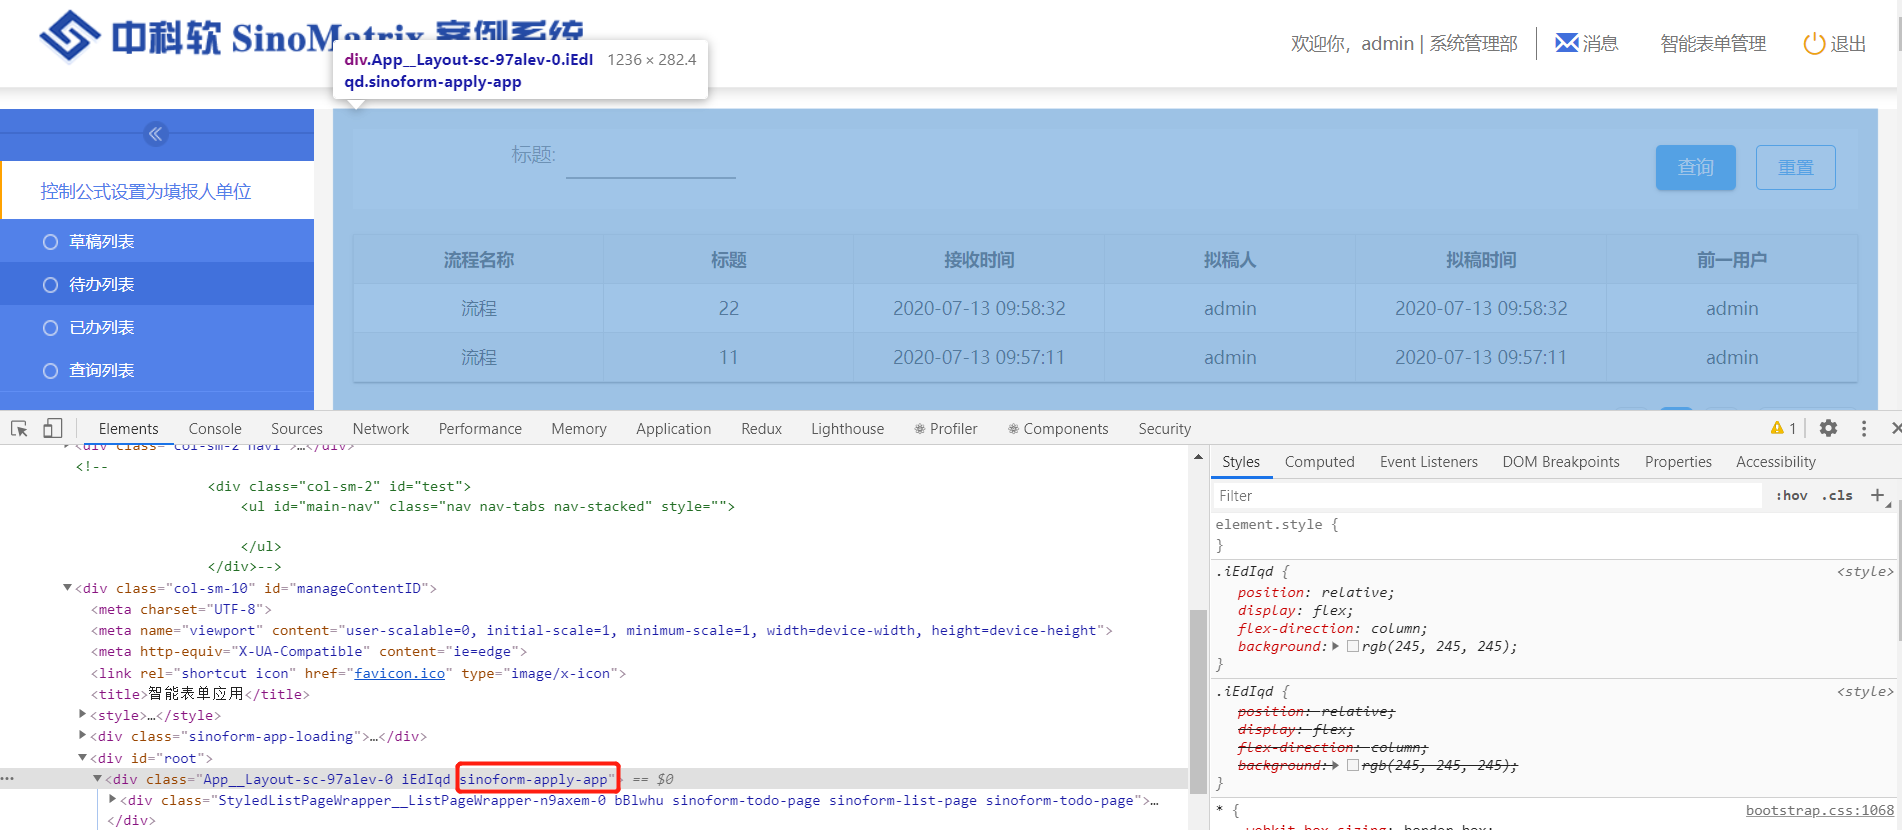 中科软 SinoMatrix 案例系统
欢迎你，admin | 系统管理部
消息
智能表单管理
退出
div.App__Layout-sc-97alev-0.iEdI 1236 × 282.4
qd.sinoform-apply-app
控制公式设置为填报人单位
草稿列表
待办列表
已办列表
查询列表
标题:
查询
重置
流程名称 标题 接收时间 拟稿人 拟稿时间 前一用户
流程 22 2020-07-13 09:58:32 admin 2020-07-13 09:58:32 admin
流程 11 2020-07-13 09:57:11 admin 2020-07-13 09:57:11 admin
Elements Console Sources Network Performance Memory Application Redux Lighthouse Profiler Components Security 1
<div class="col-sm-2 nav1">…</div>
<!--
<div class="col-sm-2" id="test">
<ul id="main-nav" class="nav nav-tabs nav-stacked" style="">
</ul>
</div>-->
<div class="col-sm-10" id="manageContentID">
<meta charset="UTF-8">
<meta name="viewport" content="user-scalable=0, initial-scale=1, minimum-scale=1, width=device-width, height=device-height">
<meta http-equiv="X-UA-Compatible" content="ie=edge">
<link rel="shortcut icon" href="favicon.ico" type="image/x-icon">
<title>智能表单应用</title>
<style>…</style>
<div class="sinoform-app-loading">…</div>
<div id="root">
<div class="App__Layout-sc-97alev-0 iEdIqd sinoform-apply-app"> == $0
<div class="StyledListPageWrapper__ListPageWrapper-n9axem-0 bBlwhu sinoform-todo-page sinoform-list-page sinoform-todo-page">…
</div>
Styles Computed Event Listeners DOM Breakpoints Properties Accessibility
Filter :hov .cls +
element.style {
}
.iEdIqd { <style>
position: relative;
display: flex;
flex-direction: column;
background: rgb(245, 245, 245);
}
.iEdIqd { <style>
position: relative;
display: flex;
flex-direction: column;
background: rgb(245, 245, 245);
}
* { bootstrap.css:1068
-webkit-box-sizing: border-box;